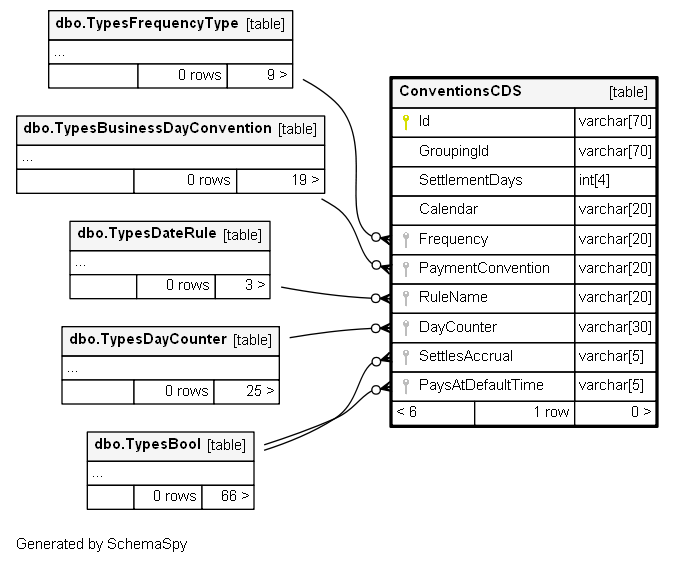 dbo.TypesFrequencyType [table]
...
0 rows 9 >
dbo.TypesBusinessDayConvention [table]
...
0 rows 19 >
dbo.TypesDateRule [table]
...
0 rows 3 >
dbo.TypesDayCounter [table]
...
0 rows 25 >
dbo.TypesBool [table]
...
0 rows 66 >
ConventionsCDS [table]
Id varchar[70]
GroupingId varchar[70]
SettlementDays int[4]
Calendar varchar[20]
Frequency varchar[20]
PaymentConvention varchar[20]
RuleName varchar[20]
DayCounter varchar[30]
SettlesAccrual varchar[5]
PaysAtDefaultTime varchar[5]
< 6 1 row 0 >
Generated by SchemaSpy